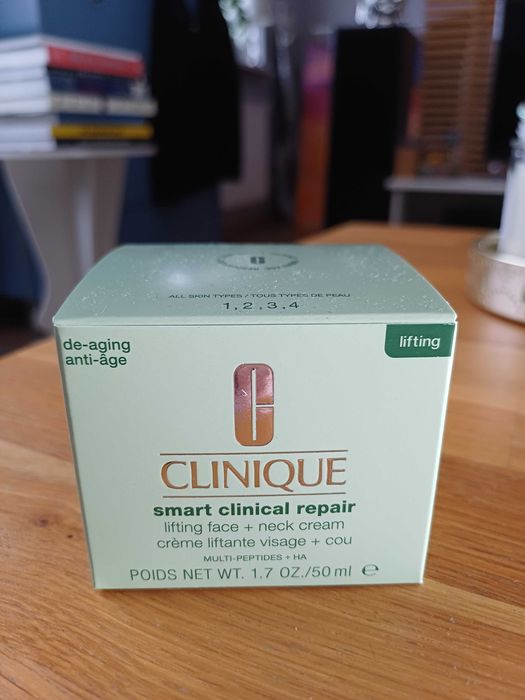 ALL SKIN TYPES / TOUS TYPES DE PEAU
1, 2, 3, 4
de-aging
anti-âge
lifting
CLINIQUE
smart clinical repair
lifting face + neck cream
crème liftante visage + cou
MULTI-PEPTIDES + HA
POIDS NET WT. 1.7 OZ./50 ml ℮